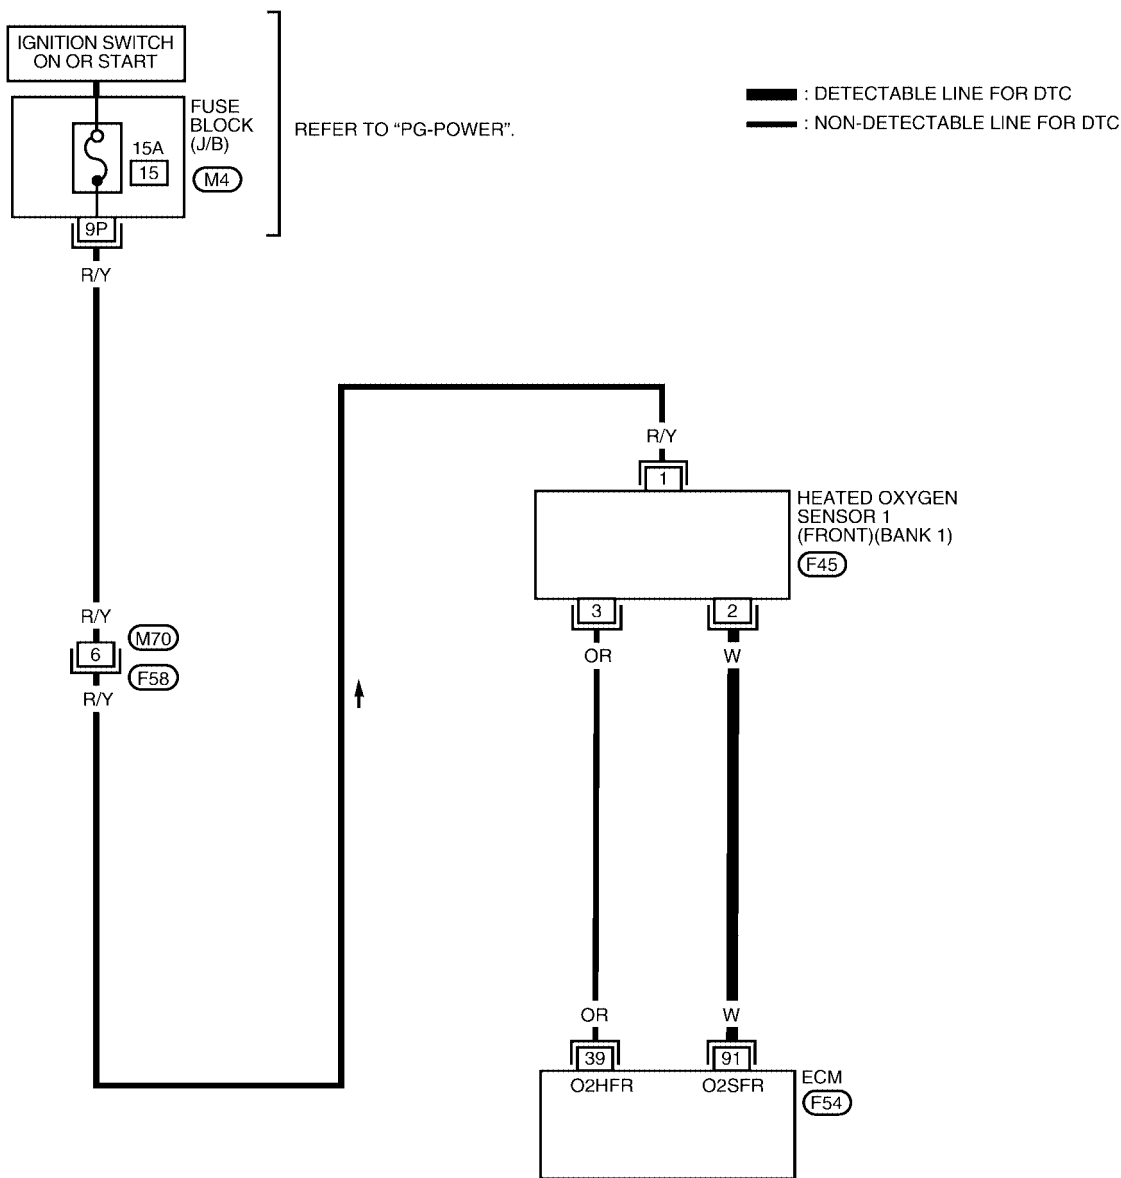 IGNITION SWITCH
ON OR START
FUSE
BLOCK
(J/B)
15A
15
M4
9P
REFER TO “PG-POWER”.
: DETECTABLE LINE FOR DTC
: NON-DETECTABLE LINE FOR DTC
R/Y
R/Y
1
HEATED OXYGEN
SENSOR 1
(FRONT)(BANK 1)
F45
3
2
R/Y
M70
6
F58
R/Y
OR
W
OR
W
39
91
O2HFR
O2SFR
ECM
F54